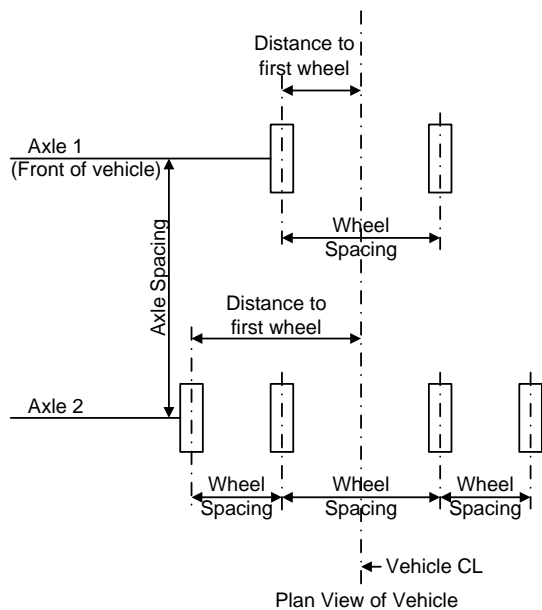 Distance to
first wheel
Axle 1
(Front of vehicle)
Wheel
Spacing
Axle Spacing
Distance to
first wheel
Axle 2
Wheel
Spacing
Wheel
Spacing
Wheel
Spacing
Vehicle CL
Plan View of Vehicle